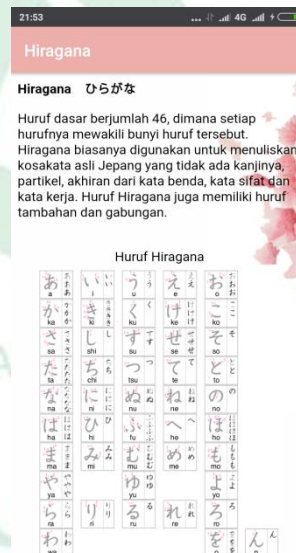 21:53 ... 4G
Hiragana
Hiragana ひらがな
Huruf dasar berjumlah 46, dimana setiap
hurufnya mewakili bunyi huruf tersebut.
Hiragana biasanya digunakan untuk menuliskan
kosakata asli Jepang yang tidak ada kanjinya,
partikel, akhiran dari kata benda, kata sifat dan
kata kerja. Huruf Hiragana juga memiliki huruf
tambahan dan gabungan.
Huruf Hiragana
あ い う え お
a i u e o
か き く け こ
ka ki ku ke ko
さ し す せ そ
sa shi su se so
た ち つ て と
ta chi tsu te to
な に ぬ ね の
na ni nu ne no
は ひ ふ へ ほ
ha hi fu he ho
ま み む め も
ma mi mu me mo
や ゆ よ
ya yu yo
ら り る れ ろ
ra ri ru re ro
わ を ん